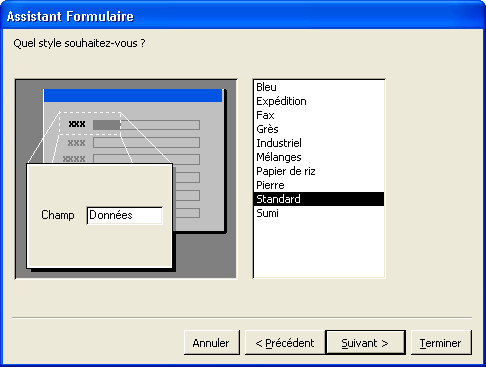 Assistant Formulaire
Quel style souhaitez-vous ?
xxx
xxx
xxxx
Champ Données
Bleu
Expédition
Fax
Grès
Industriel
Mélanges
Papier de riz
Pierre
Standard
Sumi
Annuler < Précédent Suivant > Terminer